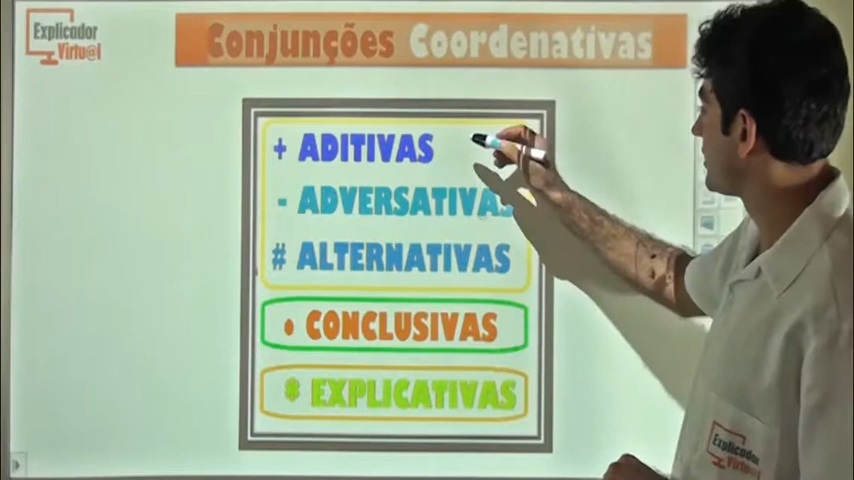 Explicador
Virtu@l
Conjunções Coordenativas
+ ADITIVAS
- ADVERSATIVAS
# ALTERNATIVAS
• CONCLUSIVAS
* EXPLICATIVAS
Explicador
Virtu@l